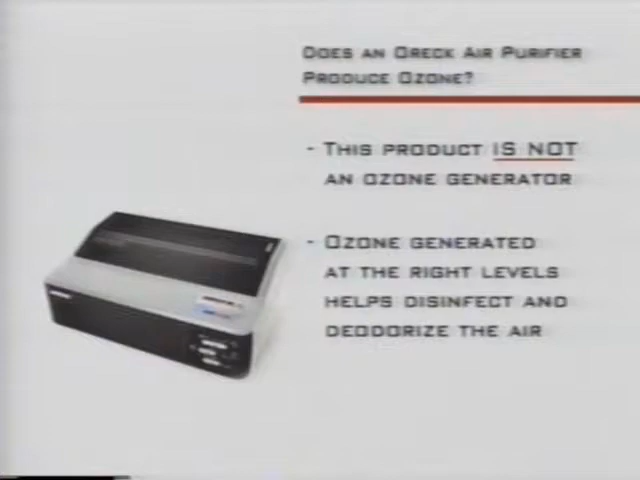 DOES AN ORECK AIR PURIFIER
PRODUCE OZONE?
- THIS PRODUCT IS NOT
AN OZONE GENERATOR
- OZONE GENERATED
AT THE RIGHT LEVELS
HELPS DISINFECT AND
DEODORIZE THE AIR